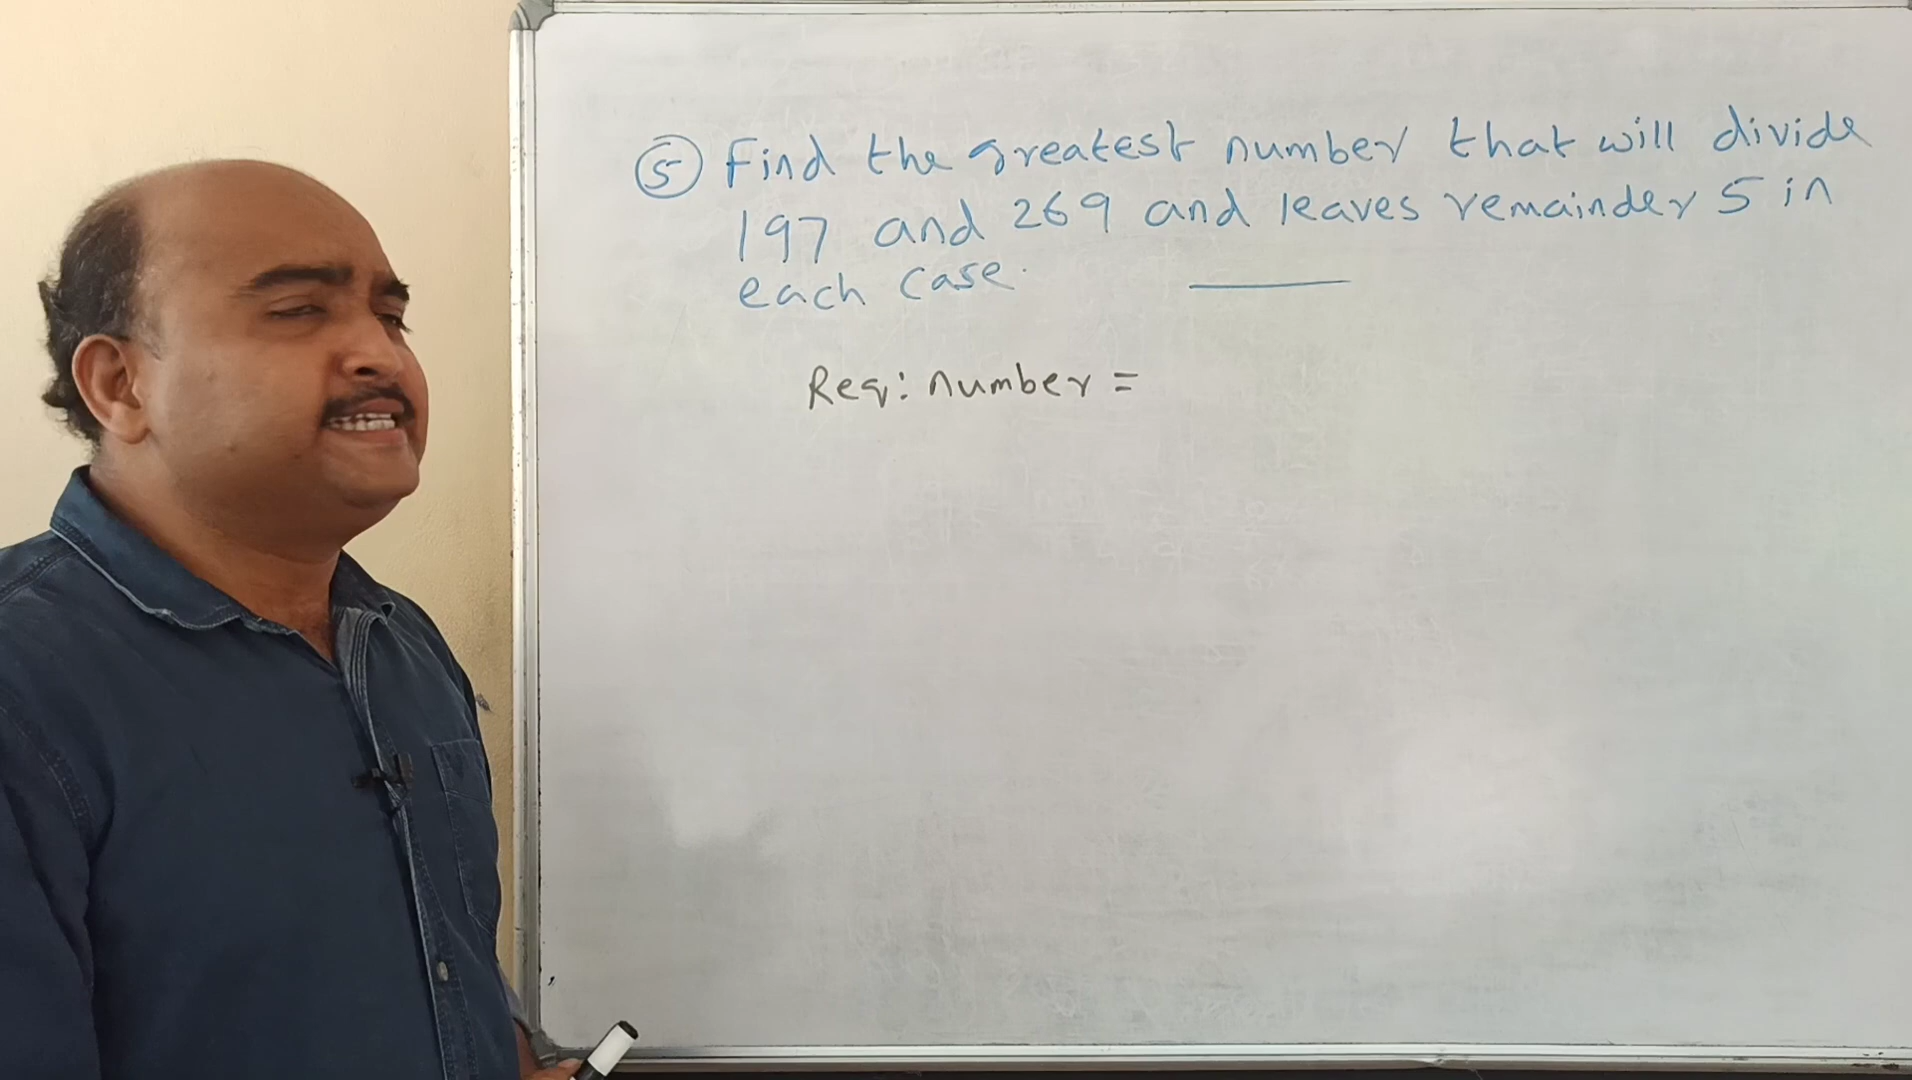 5 Find the greatest number that will divide
197 and 269 and leaves remainder 5 in
each case.
Req: number =